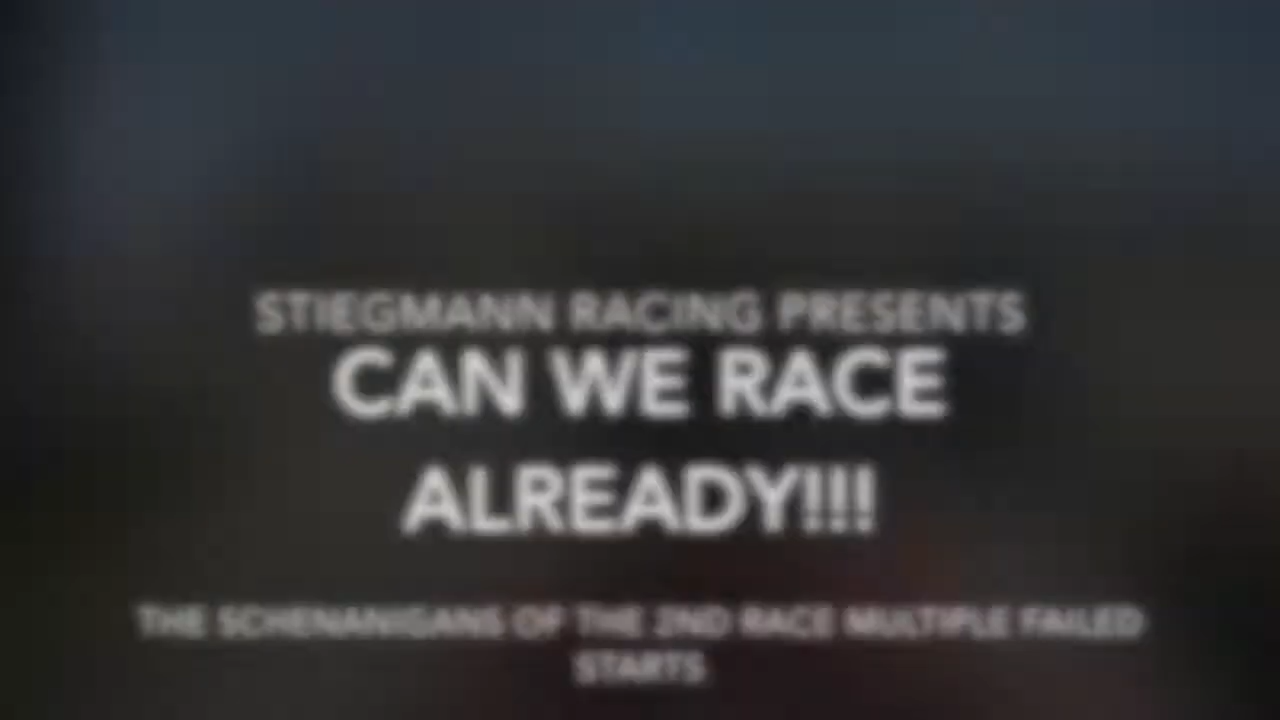 STIEGMANN RACING PRESENTS
CAN WE RACE
ALREADY!!!
THE SCHENANIGANS OF THE 2ND RACE MULTIPLE FAILED
STARTS